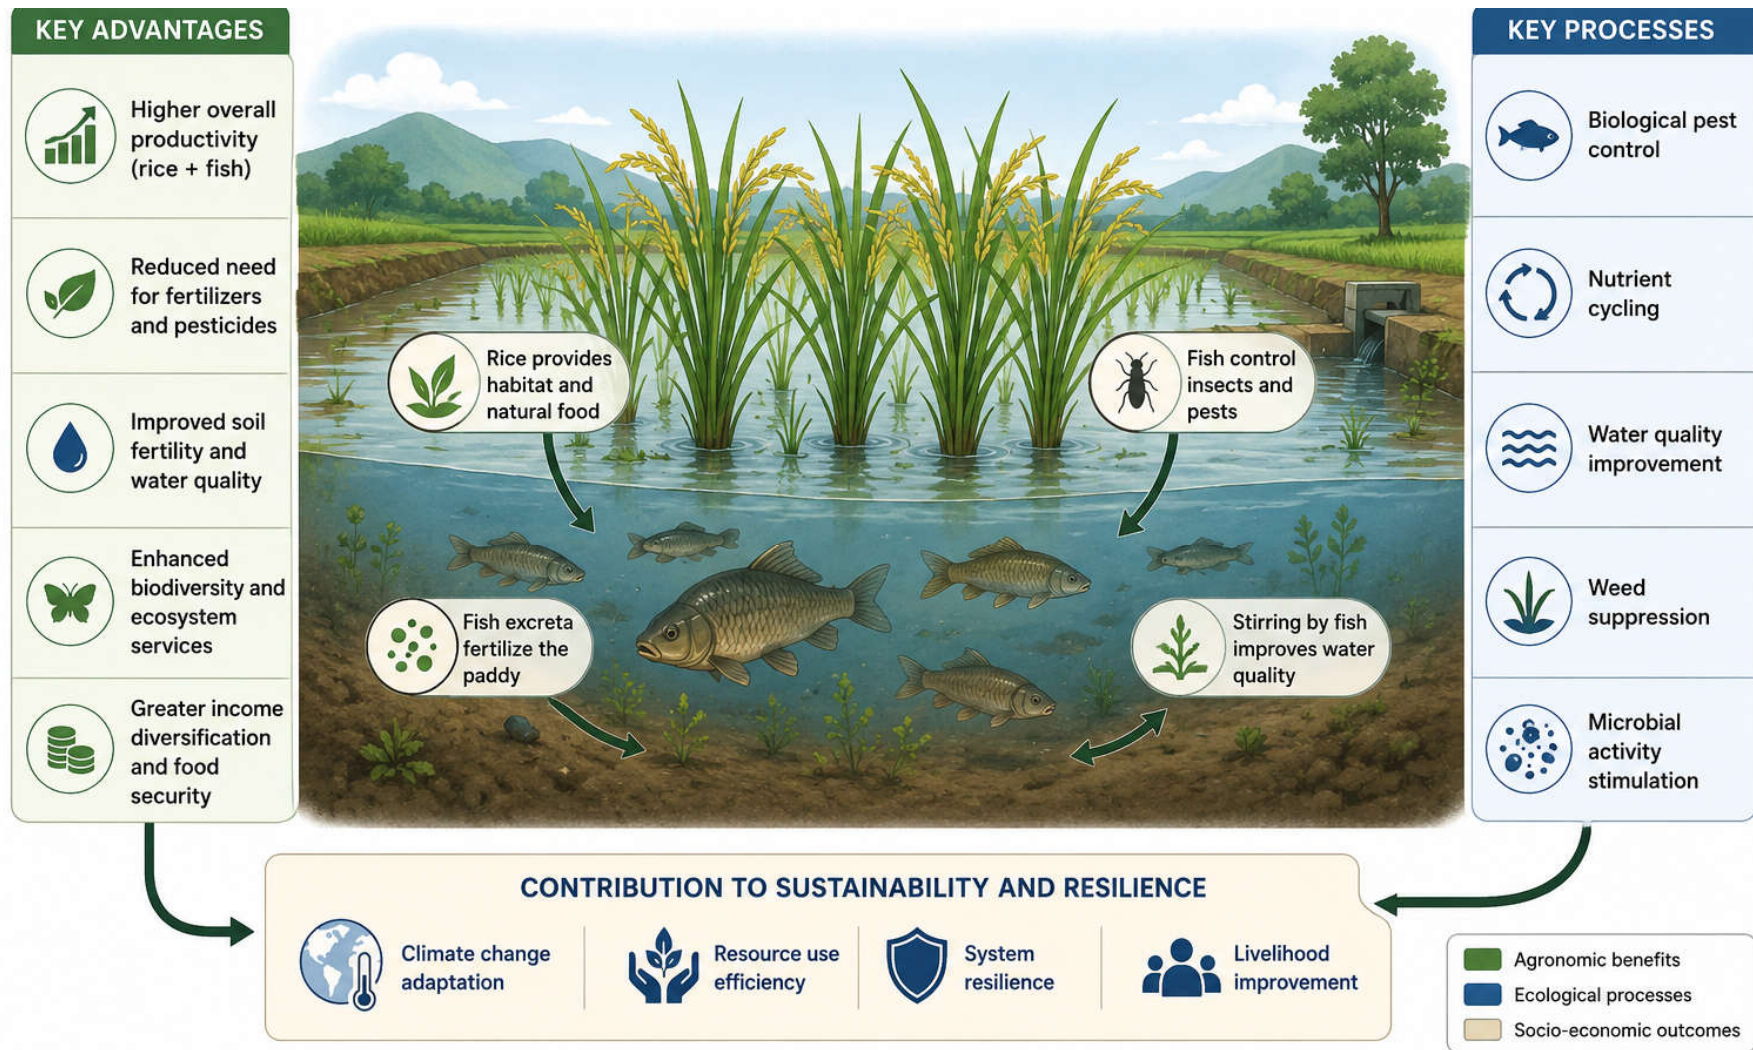 KEY ADVANTAGES
Higher overall
productivity
(rice + fish)
Reduced need
for fertilizers
and pesticides
Improved soil
fertility and
water quality
Enhanced
biodiversity and
ecosystem
services
Greater income
diversification
and food
security
Rice provides
habitat and
natural food
Fish control
insects and
pests
Fish excreta
fertilize the
paddy
Stirring by fish
improves water
quality
KEY PROCESSES
Biological pest
control
Nutrient
cycling
Water quality
improvement
Weed
suppression
Microbial
activity
stimulation
CONTRIBUTION TO SUSTAINABILITY AND RESILIENCE
Climate change
adaptation
Resource use
efficiency
System
resilience
Livelihood
improvement
Agronomic benefits
Ecological processes
Socio-economic outcomes